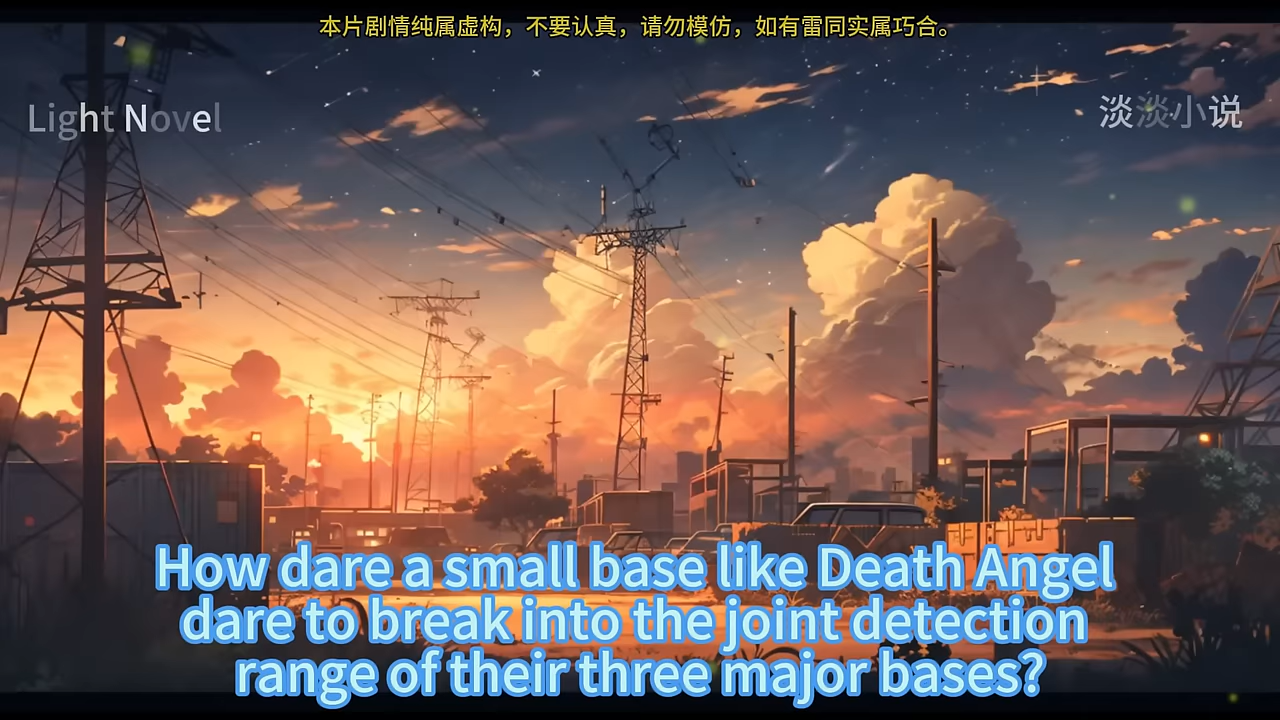 本片剧情纯属虚构，不要认真，请勿模仿，如有雷同实属巧合。
Light Novel
淡淡小说
How dare a small base like Death Angel
dare to break into the joint detection
range of their three major bases?